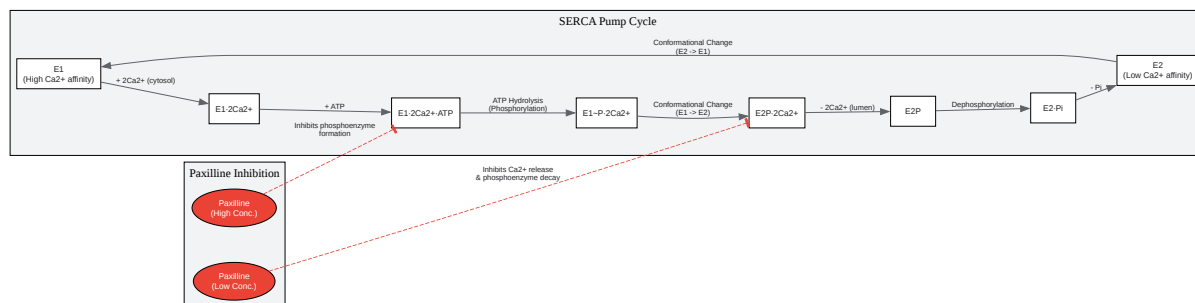 SERCA Pump Cycle
Conformational Change
(E2 -> E1)
E1
(High Ca2+ affinity)
E2
(Low Ca2+ affinity)
+ 2Ca2+ (cytosol)
E1·2Ca2+
+ ATP
E1·2Ca2+·ATP
ATP Hydrolysis
(Phosphorylation)
E1~P·2Ca2+
Conformational Change
(E1 -> E2)
E2P·2Ca2+
- 2Ca2+ (lumen)
E2P
Dephosphorylation
E2·Pi
- Pi
Inhibits phosphoenzyme
formation
Inhibits Ca2+ release
& phosphoenzyme decay
Paxilline Inhibition
Paxilline
(High Conc.)
Paxilline
(Low Conc.)